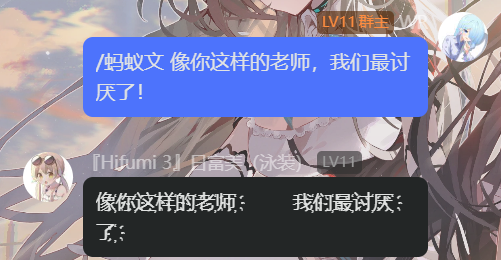 LV11 群主
/蚂蚁文 像你这样的老师，我们最讨
厌了！
『Hifumi 3』日富美 (泳装) LV11
像你这样的老师 我们最讨厌
了